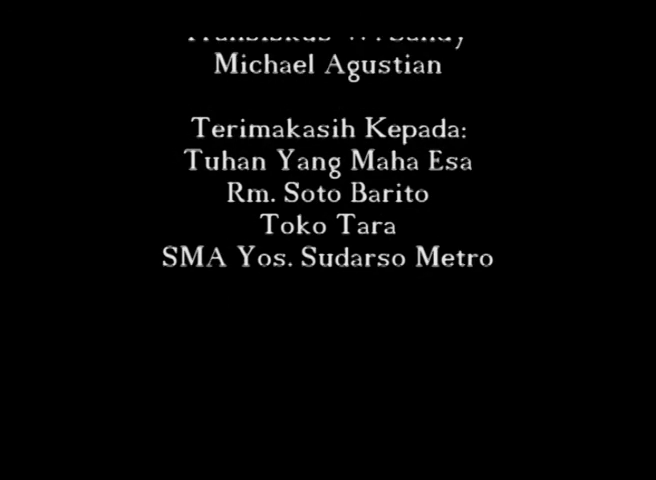 Michael Agustian
Terimakasih Kepada:
Tuhan Yang Maha Esa
Rm. Soto Barito
Toko Tara
SMA Yos. Sudarso Metro